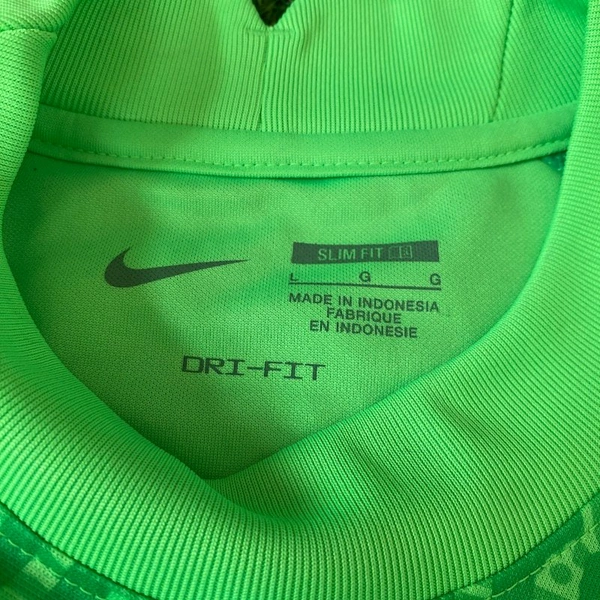 SLIM FIT
L G G
MADE IN INDONESIA
FABRIQUE
EN INDONESIE
DRI-FIT